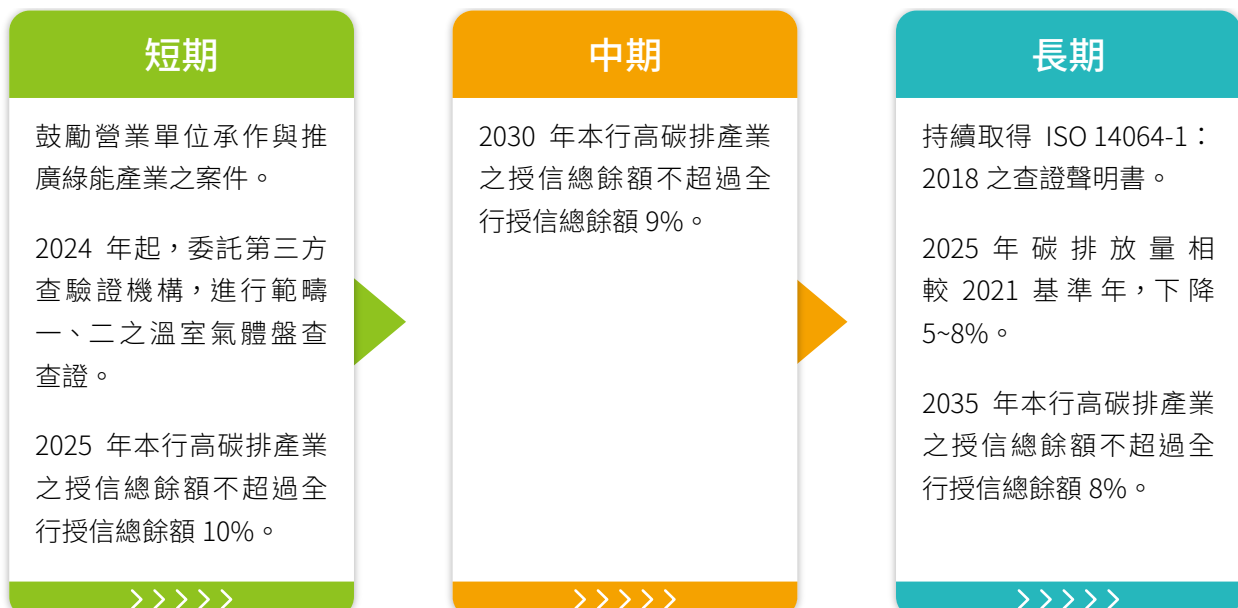 短期
鼓勵營業單位承作與推
廣綠能產業之案件。
2024 年起，委託第三方
查驗證機構，進行範疇
一、二之溫室氣體盤查
查證。
2025 年本行高碳排產業
之授信總餘額不超過全
行授信總餘額 10%。
中期
2030 年本行高碳排產業
之授信總餘額不超過全
行授信總餘額 9%。
長期
持續取得 ISO 14064-1：
2018 之查證聲明書。
2025 年碳排放量相
較 2021 基準年，下降
5~8%。
2035 年本行高碳排產業
之授信總餘額不超過全
行授信總餘額 8%。